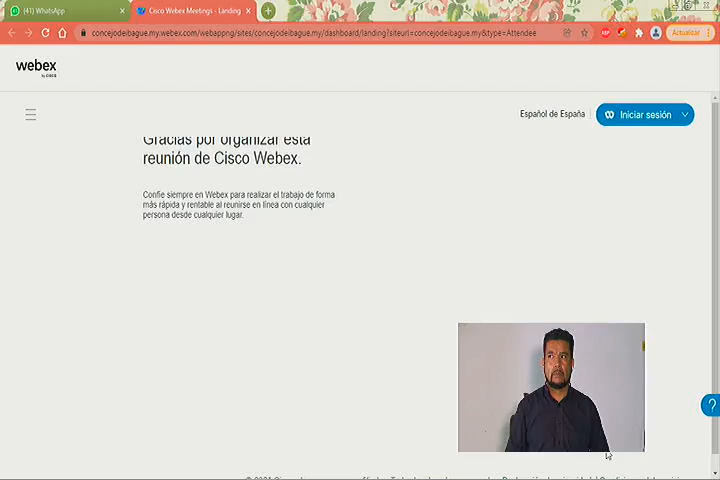 (41) WhatsApp
Cisco Webex Meetings - Landing
concejodeibague.my.webex.com/webappng/sites/concejodeibague.my/dashboard/landing?siteurl=concejodeibague.my&type=Attendee
ABP
Actualizar
webex
by CISCO
Español de España
Iniciar sesión
Gracias por organizar esta
reunión de Cisco Webex.
Confíe siempre en Webex para realizar el trabajo de forma
más rápida y rentable al reunirse en línea con cualquier
persona desde cualquier lugar.
?